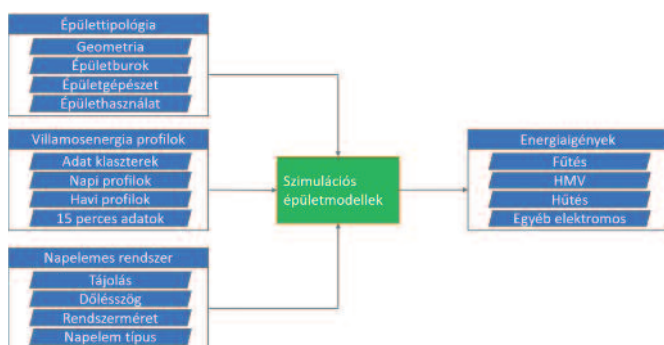 Épülettipológia
Geometria
Épületburok
Épületgépészet
Épülethasználat
Villamosenergia profilok
Adat klaszterek
Napi profilok
Havi profilok
15 perces adatok
Napelemes rendszer
Tájolás
Dőlésszög
Rendszerméret
Napelem típus
Szimulációs
épületmodellek
Energiaigények
Fűtés
HMV
Hűtés
Egyéb elektromos